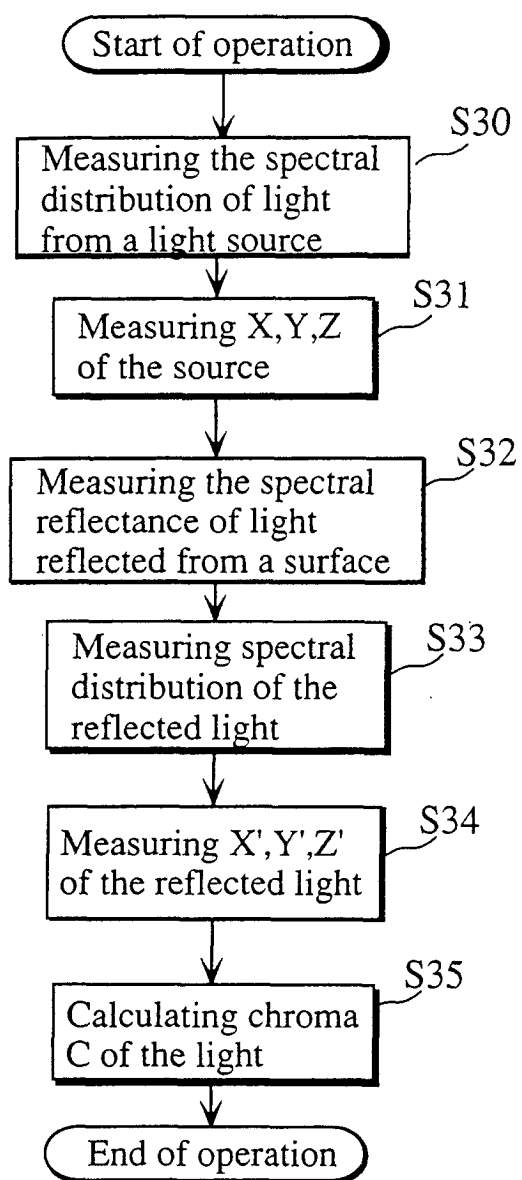 Start of operation
S30
Measuring the spectral
distribution of light
from a light source
S31
Measuring X,Y,Z
of the source
S32
Measuring the spectral
reflectance of light
reflected from a surface
S33
Measuring spectral
distribution of the
reflected light
S34
Measuring X',Y',Z'
of the reflected light
S35
Calculating chroma
C of the light
End of operation